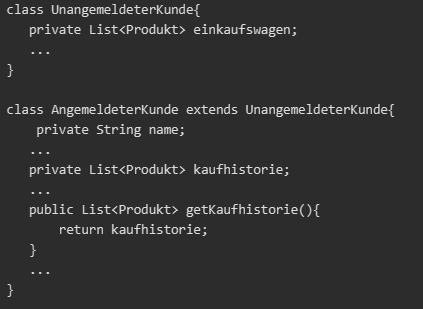 class UnangemeldeterKunde{
   private List<Produkt> einkaufswagen;
   ...
}

class AngemeldeterKunde extends UnangemeldeterKunde{
    private String name;
   ...
   private List<Produkt> kaufhistorie;
   ...
   public List<Produkt> getKaufhistorie(){
       return kaufhistorie;
   }
   ...
}